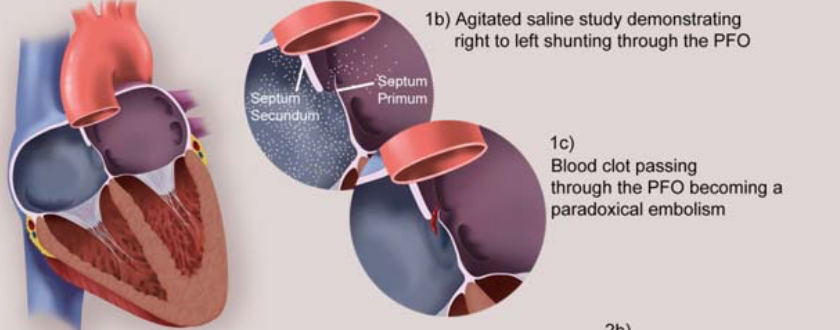 1b) Agitated saline study demonstrating
right to left shunting through the PFO
Septum
Secundum
Septum
Primum
1c)
Blood clot passing
through the PFO becoming a
paradoxical embolism
2b)